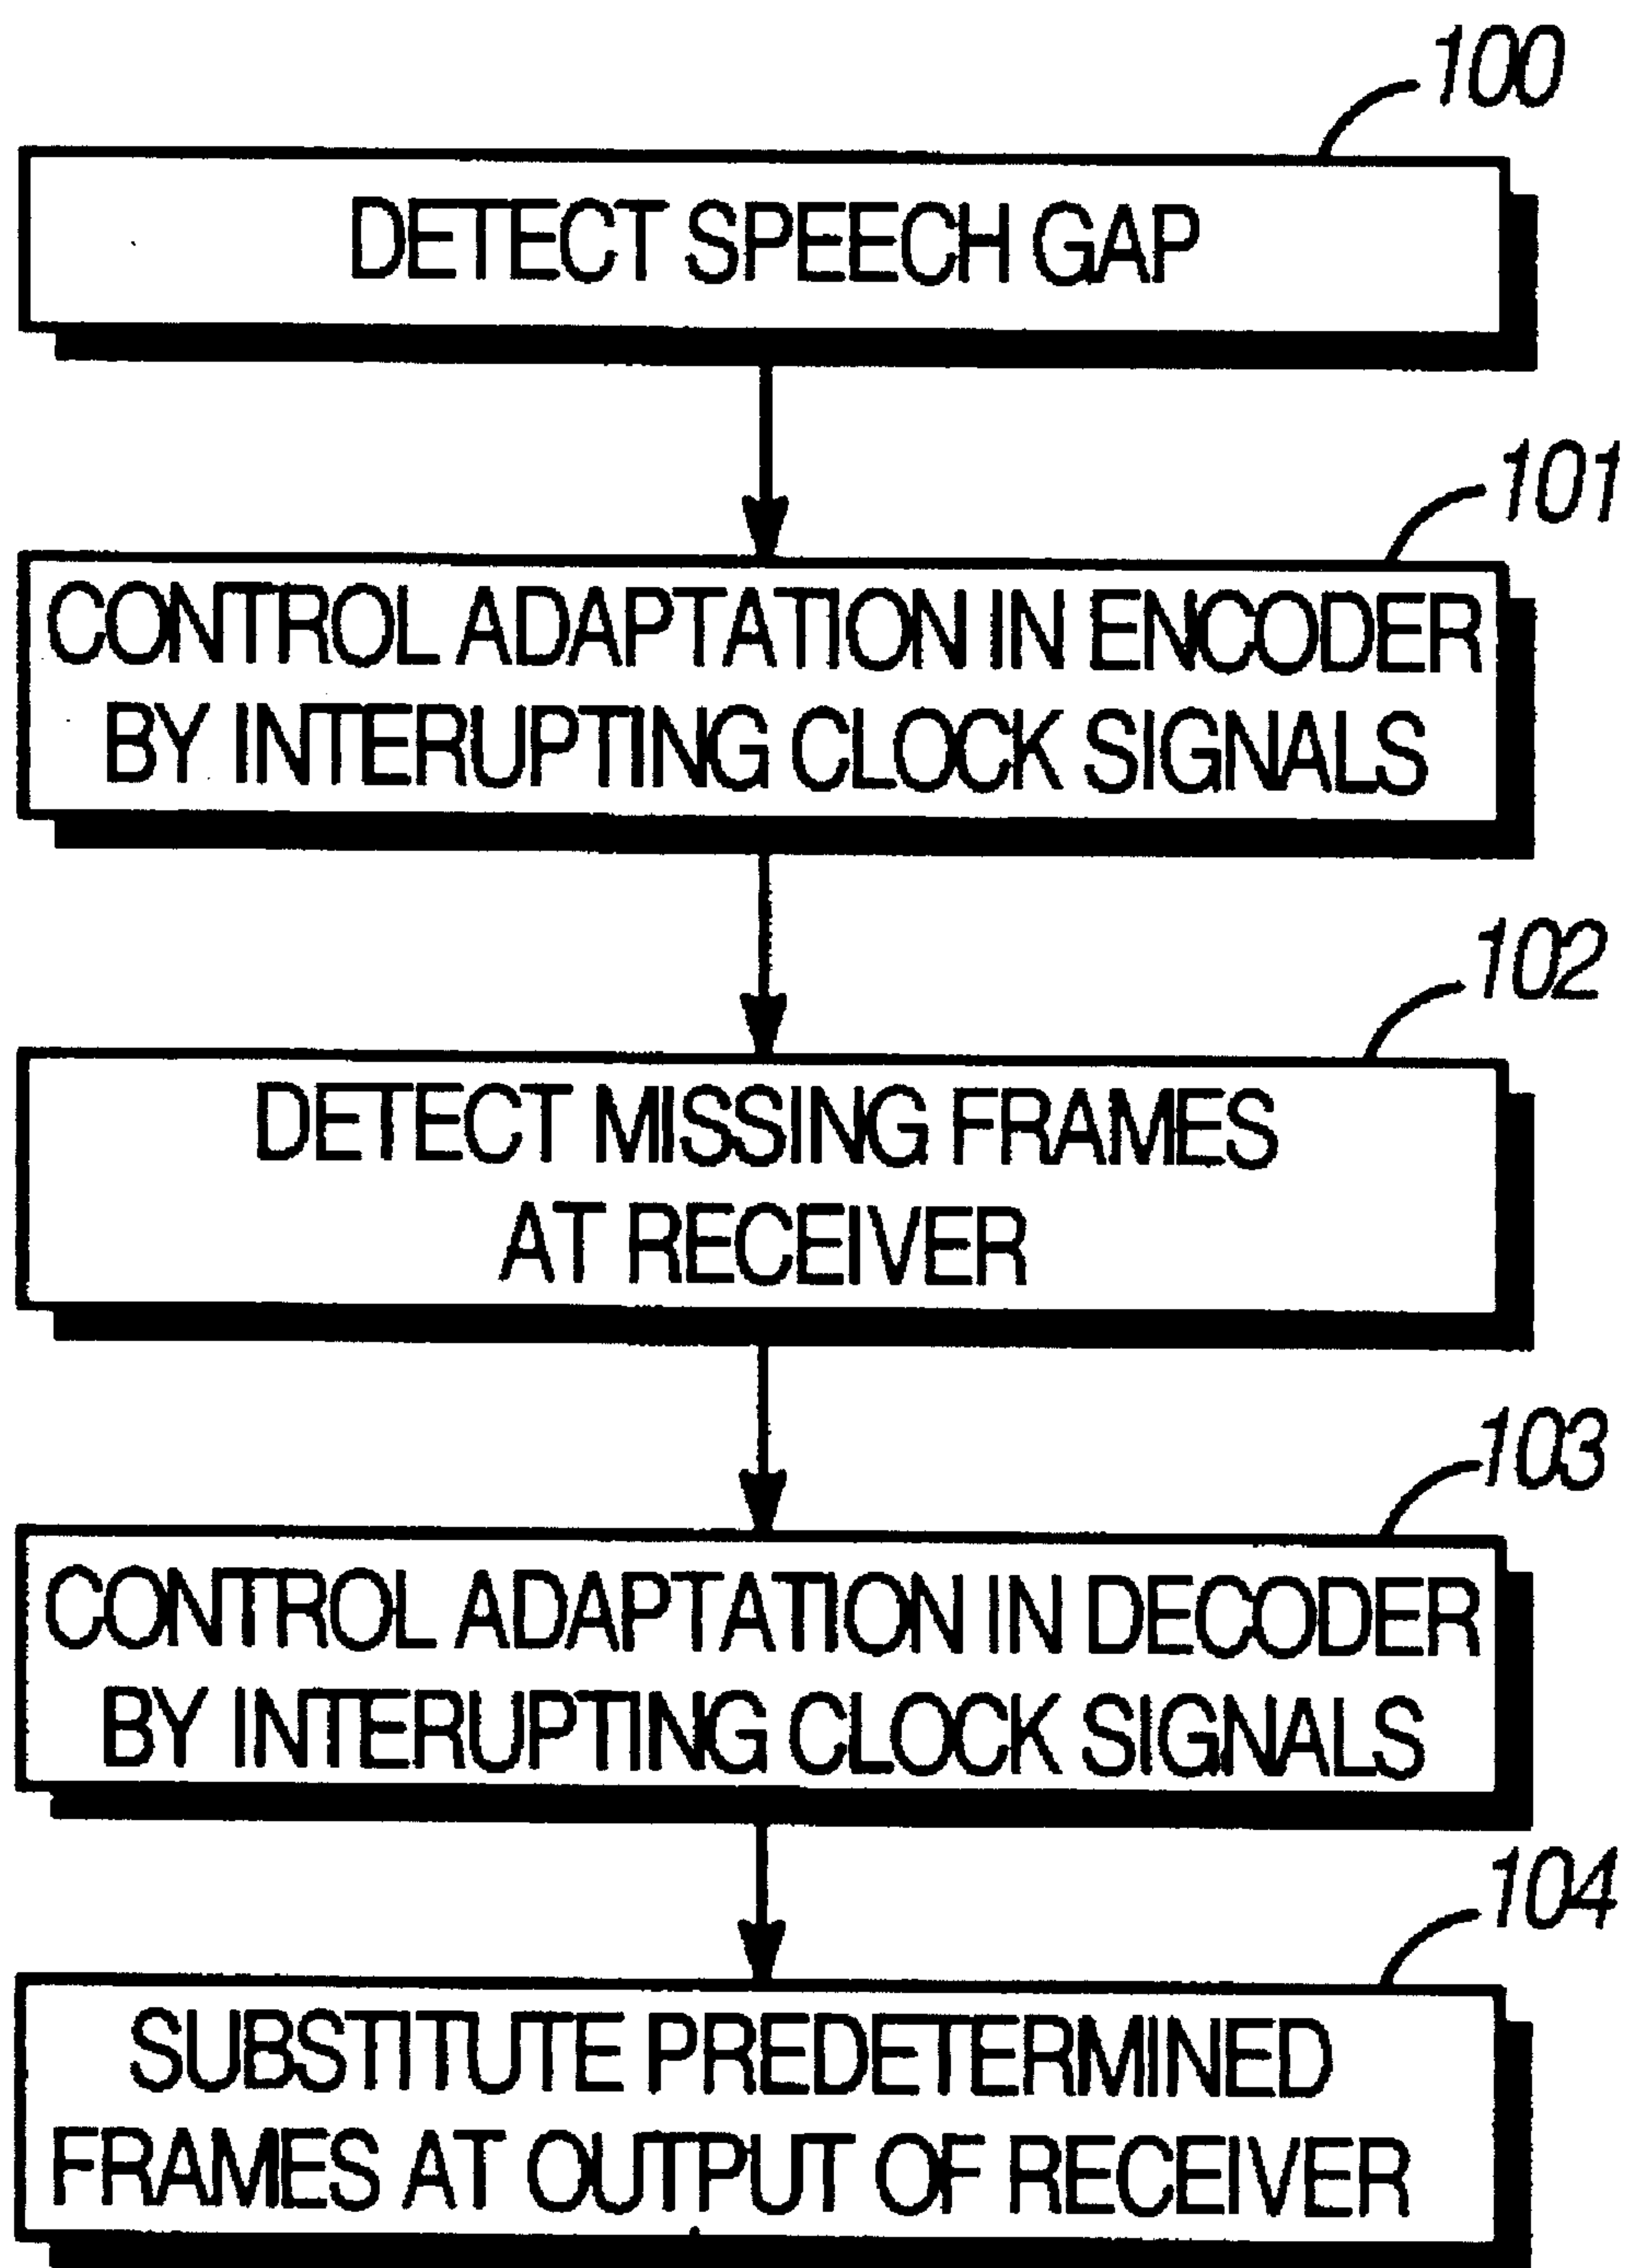 100
DETECT SPEECH GAP
101
CONTROL ADAPTATION IN ENCODER
BY INTERUPTING CLOCK SIGNALS
102
DETECT MISSING FRAMES
AT RECEIVER
103
CONTROL ADAPTATION IN DECODER
BY INTERUPTING CLOCK SIGNALS
104
SUBSTITUTE PREDETERMINED
FRAMES AT OUTPUT OF RECEIVER